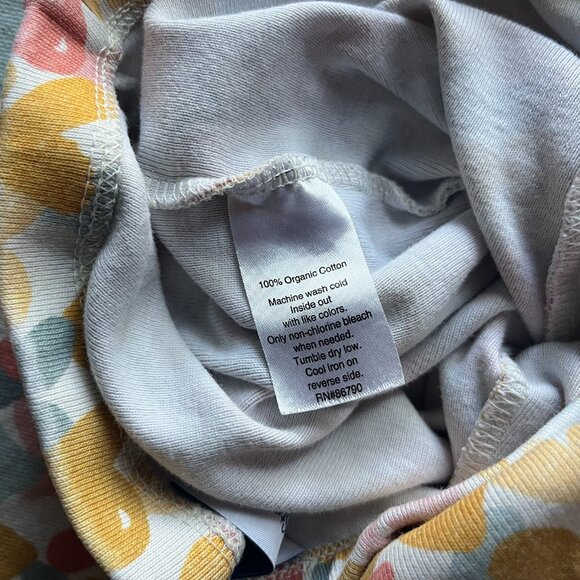 100% Organic Cotton
Machine wash cold
Inside out
with like colors.
Only non-chlorine bleach
when needed.
Tumble dry low.
Cool iron on
reverse side.
RN#86790